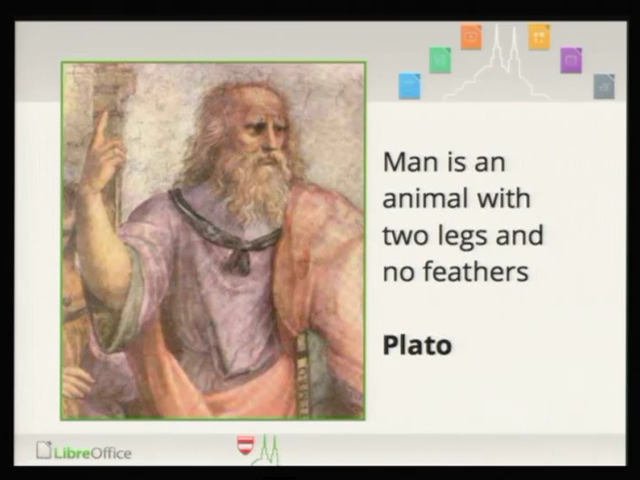 Man is an
animal with
two legs and
no feathers
Plato
LibreOffice